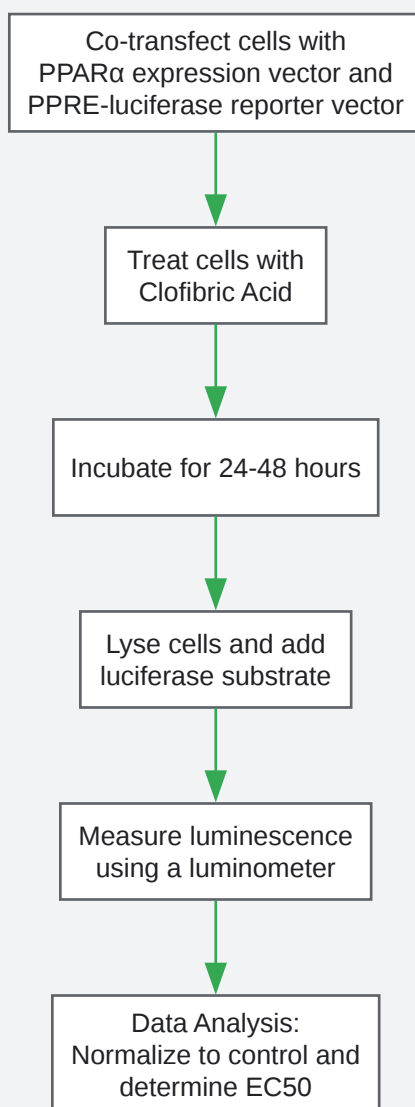 Co-transfect cells with
PPARα expression vector and
PPRE-luciferase reporter vector
Treat cells with
Clofibric Acid
Incubate for 24-48 hours
Lyse cells and add
luciferase substrate
Measure luminescence
using a luminometer
Data Analysis:
Normalize to control and
determine EC50